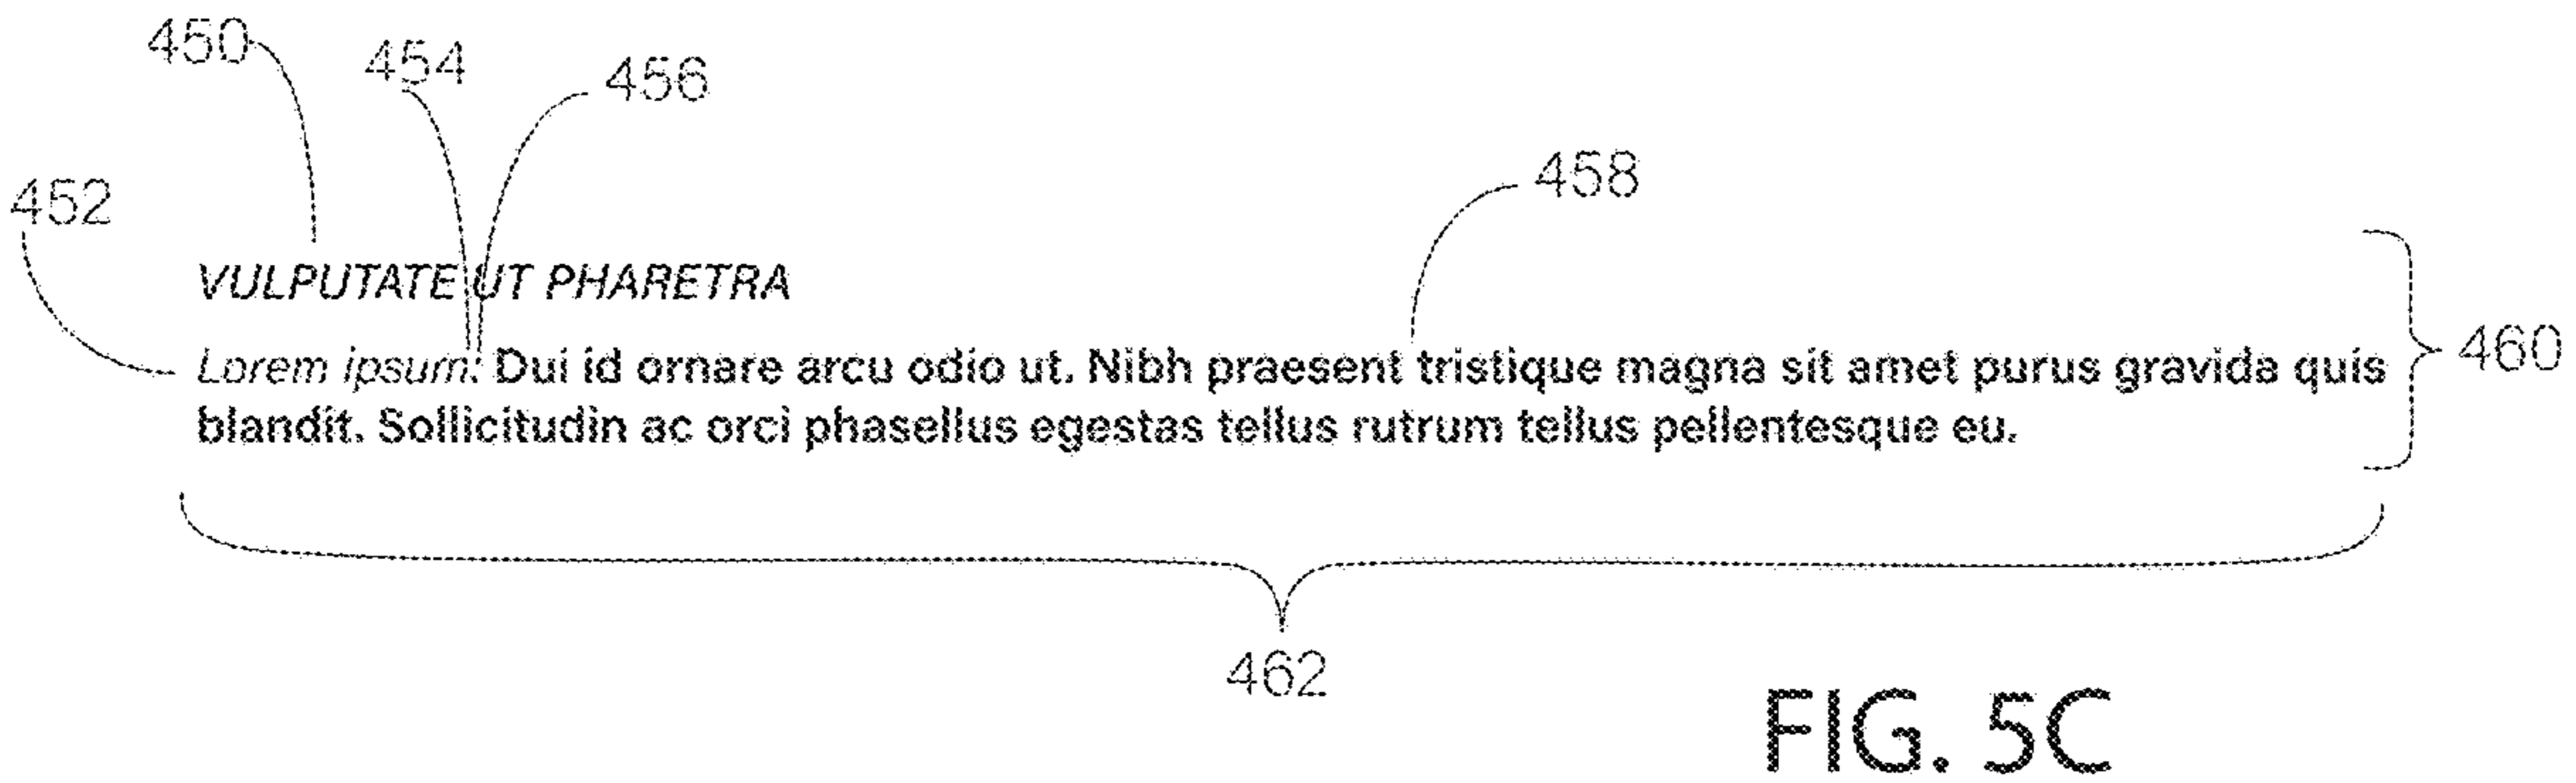 450
454
456
458
452
VULPUTATE UT PHARETRA
Lorem ipsum: Dui id ornare arcu odio ut. Nibh praesent tristique magna sit amet purus gravida quis
460
blandit. Sollicitudin ac orci phasellus egestas tellus rutrum tellus pellentesque eu.
462
FIG. 5C